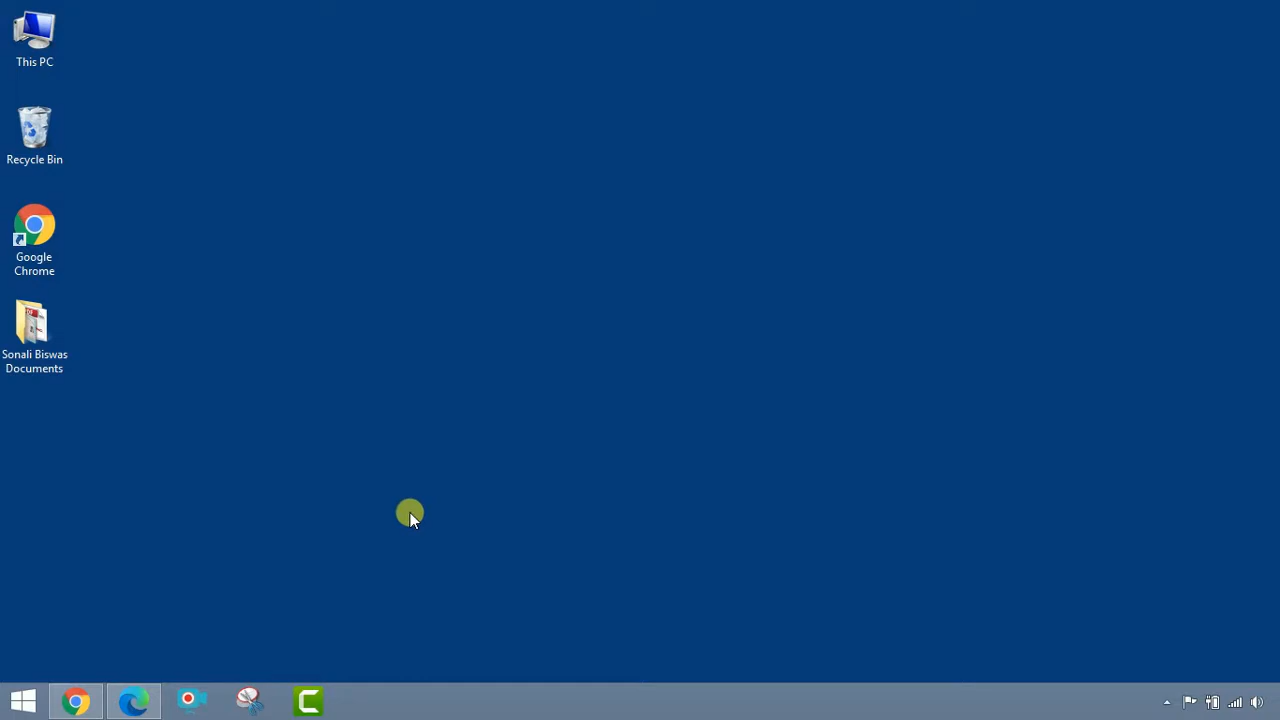 This PC
Recycle Bin
Google
Chrome
Sonali Biswas
Documents